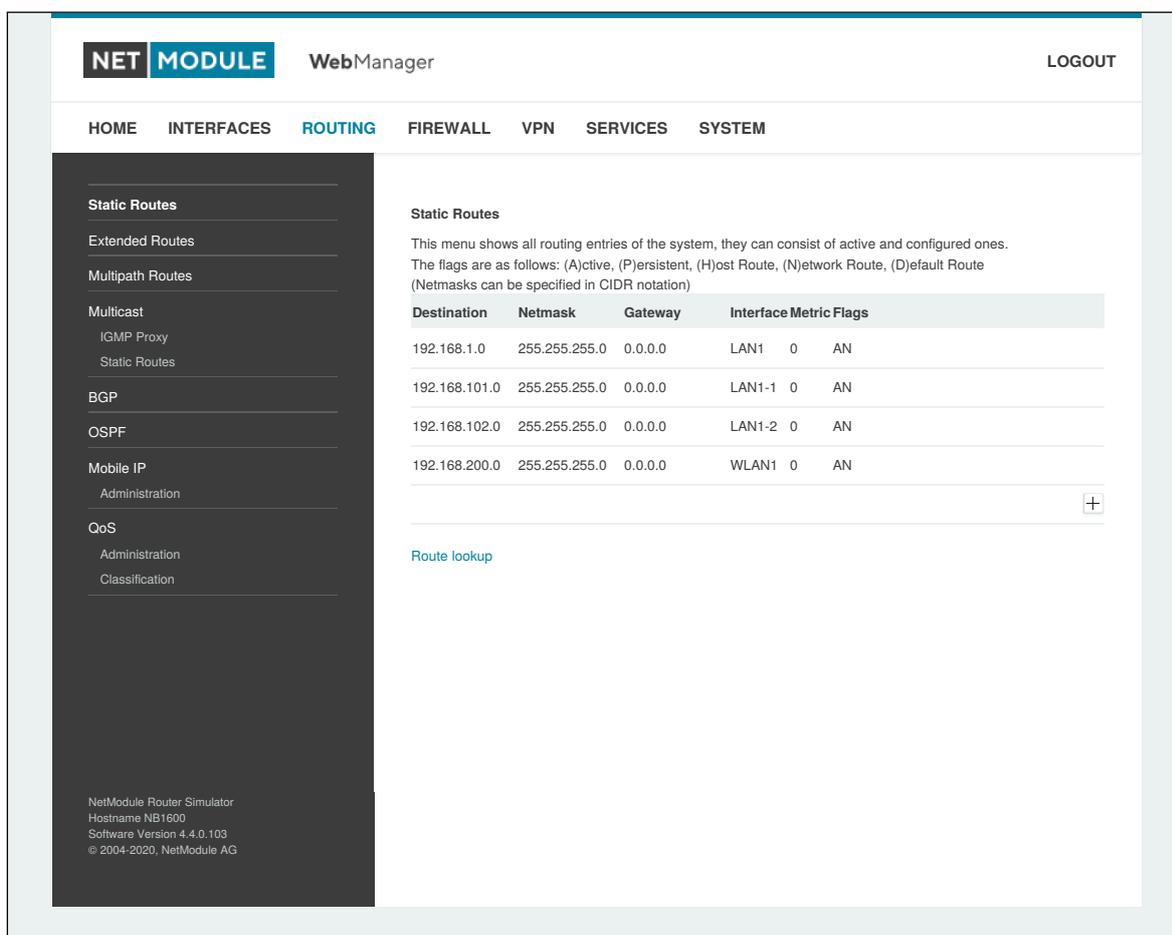 NET MODULE WebManager LOGOUT
HOME INTERFACES ROUTING FIREWALL VPN SERVICES SYSTEM
Static Routes
Extended Routes
Multipath Routes
Multicast
IGMP Proxy
Static Routes
BGP
OSPF
Mobile IP
Administration
QoS
Administration
Classification
NetModule Router Simulator
Hostname NB1600
Software Version 4.4.0.103
© 2004-2020, NetModule AG
Static Routes
This menu shows all routing entries of the system, they can consist of active and configured ones.
The flags are as follows: (A)ctive, (P)ersistent, (H)ost Route, (N)etwork Route, (D)efault Route
(Netmasks can be specified in CIDR notation)
Destination Netmask Gateway Interface Metric Flags
192.168.1.0 255.255.255.0 0.0.0.0 LAN1 0 AN
192.168.101.0 255.255.255.0 0.0.0.0 LAN1-1 0 AN
192.168.102.0 255.255.255.0 0.0.0.0 LAN1-2 0 AN
192.168.200.0 255.255.255.0 0.0.0.0 WLAN1 0 AN
+
Route lookup